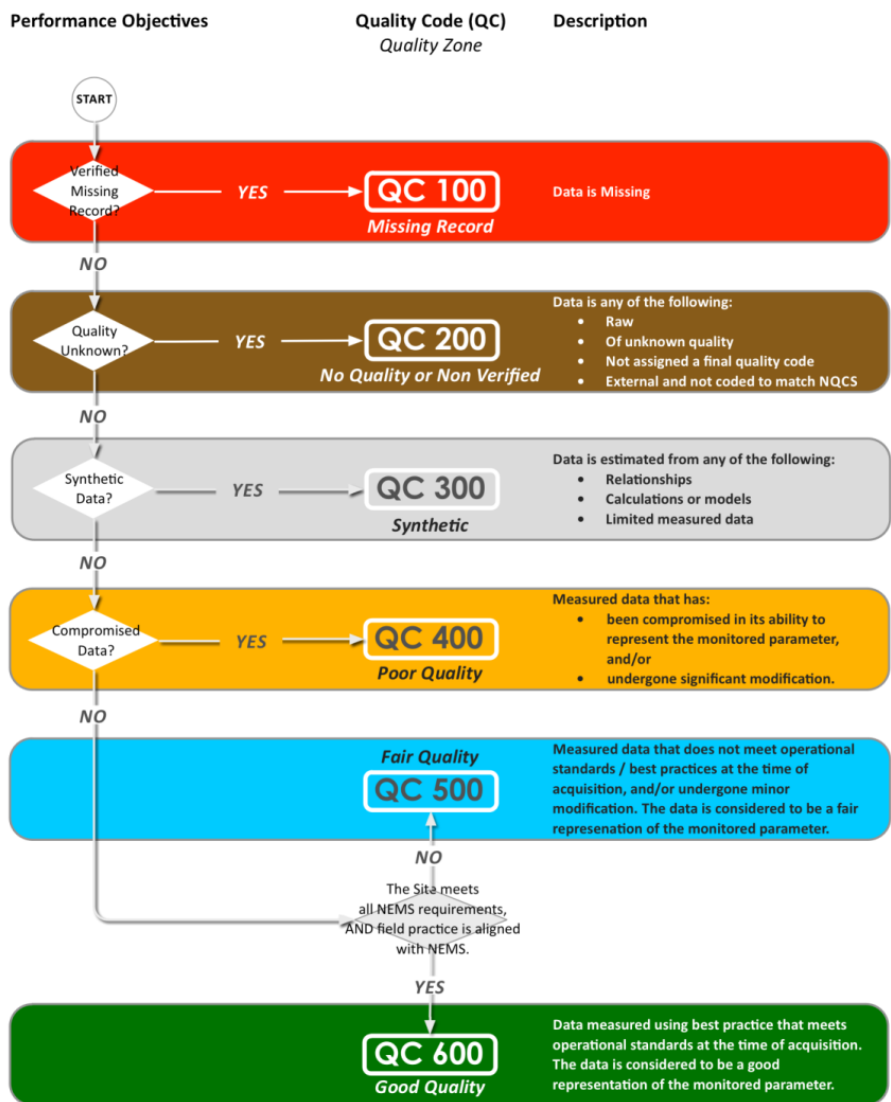 Performance Objectives
Quality Code (QC)
Quality Zone
Description
START
Verified
Missing
Record?
YES
QC 100
Missing Record
Data is Missing
NO
Quality
Unknown?
YES
QC 200
No Quality or Non Verified
Data is any of the following:
• Raw
• Of unknown quality
• Not assigned a final quality code
• External and not coded to match NQCS
NO
Synthetic
Data?
YES
QC 300
Synthetic
Data is estimated from any of the following:
• Relationships
• Calculations or models
• Limited measured data
NO
Compromised
Data?
YES
QC 400
Poor Quality
Measured data that has:
• been compromised in its ability to
represent the monitored parameter,
and/or
• undergone significant modification.
NO
Fair Quality
QC 500
Measured data that does not meet operational
standards / best practices at the time of
acquisition, and/or undergone minor
modification. The data is considered to be a fair
represenation of the monitored parameter.
NO
The Sita meets
all NEMS requirements,
AND field practice is aligned
with NEMS.
YES
QC 600
Good Quality
Data measured using best practice that meets
operational standards at the time of acquisition.
The data is considered to be a good
representation of the monitored parameter.